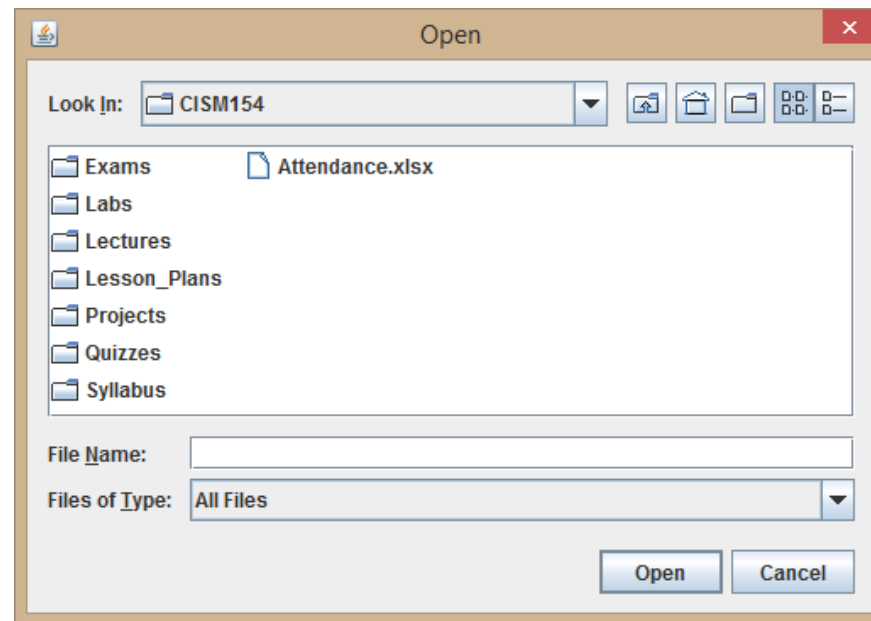 Open
Look In: CISM154
Exams Attendance.xlsx
Labs
Lectures
Lesson_Plans
Projects
Quizzes
Syllabus
File Name:
Files of Type: All Files
Open Cancel